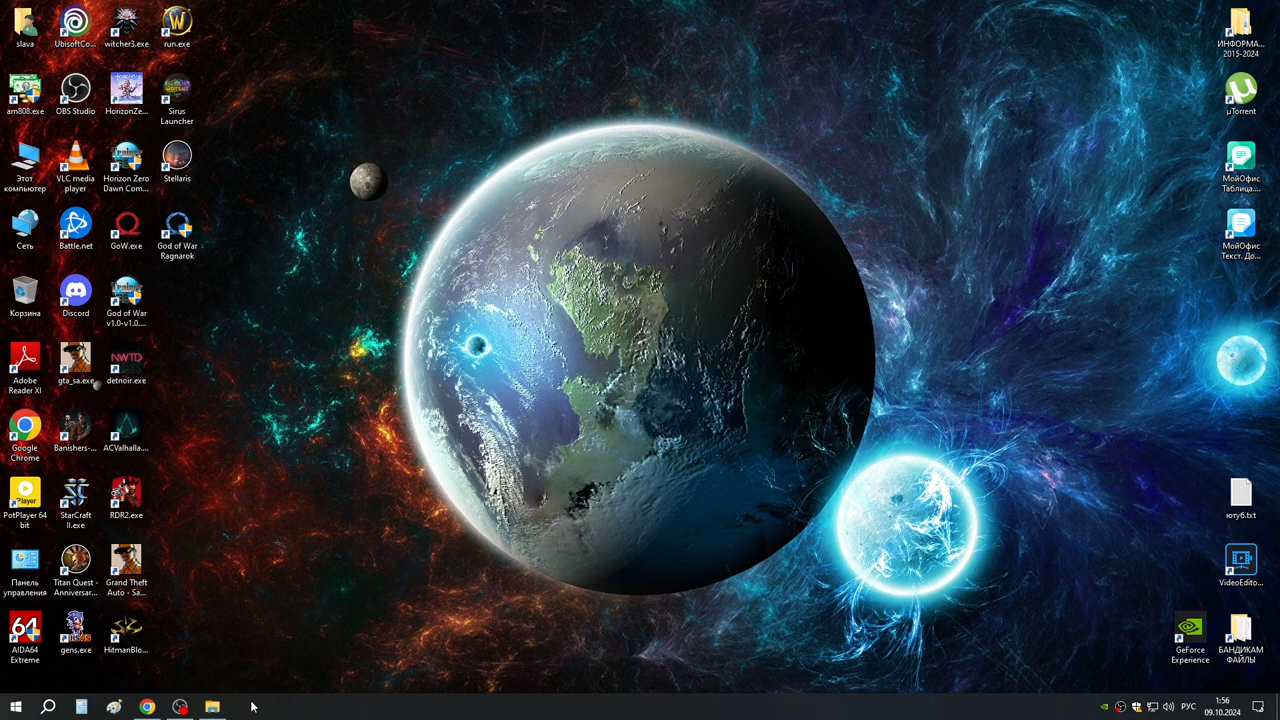 slava
UbisoftCo...
witcher3.exe
run.exe
am808.exe
OBS Studio
HorizonZe...
Sirus
Launcher
Этот
компьютер
VLC media
player
Horizon Zero
Dawn Com...
Stellaris
Сеть
Battle.net
GoW.exe
God of War
Ragnarok
Корзина
Discord
God of War
v1.0-v1.0....
Adobe
Reader XI
gta_sa.exe
NWTD
detnoir.exe
Google
Chrome
Banishers-...
ACValhalla....
Player
PotPlayer 64
bit
StarCraft
II.exe
RDR2.exe
Панель
управления
Titan Quest -
Anniversar...
Grand Theft
Auto - Sa...
64
AIDA64
Extreme
gens.exe
HitmanBlo...
ИНФОРМА...
2015-2024
µTorrent
МойОфис
Таблица....
МойОфис
Текст. До...
ютуб.txt
VideoEdito...
GeForce
Experience
БАНДИКАМ
ФАЙЛЫ
РУС
1:56
09.10.2024